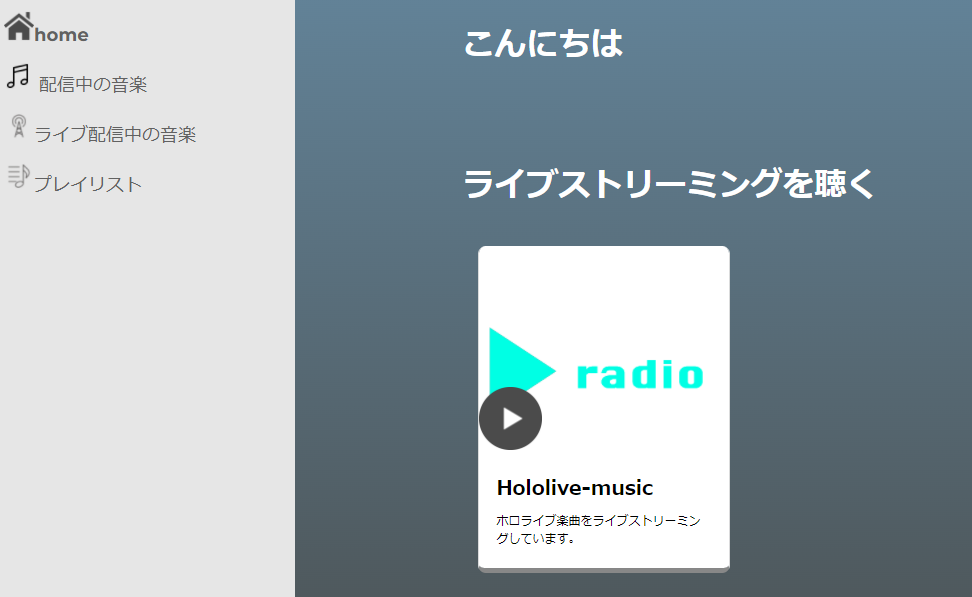 home
配信中の音楽
ライブ配信中の音楽
プレイリスト
こんにちは
ライブストリーミングを聴く
radio
Hololive-music
ホロライブ楽曲をライブストリーミン
グしています。